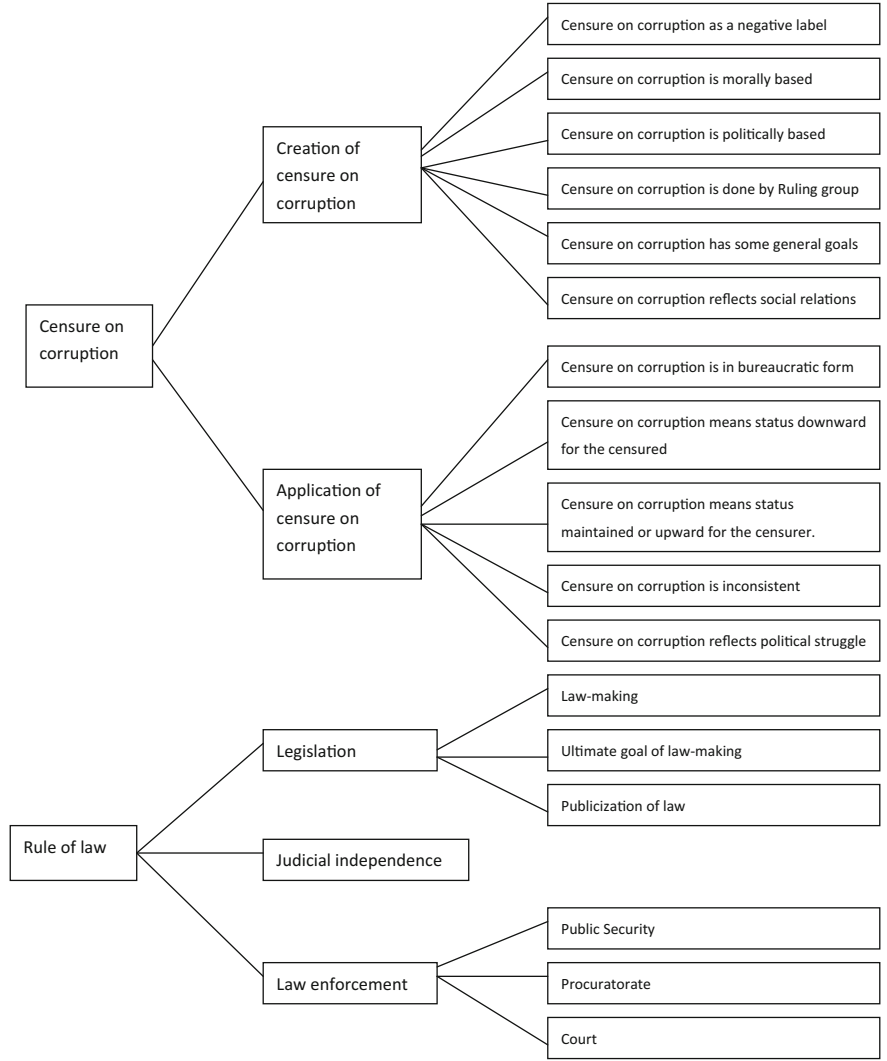 Censure on corruption as a negative label
Censure on corruption is morally based
Creation of
censure on
corruption
Censure on corruption is politically based
Censure on corruption is done by Ruling group
Censure on corruption has some general goals
Censure on corruption reflects social relations
Censure on
corruption
Censure on corruption is in bureaucratic form
Censure on corruption means status downward
for the censured
Application of
censure on
corruption
Censure on corruption means status
maintained or upward for the censurer.
Censure on corruption is inconsistent
Censure on corruption reflects political struggle
Law-making
Legislation
Ultimate goal of law-making
Publicization of law
Rule of law
Judicial independence
Public Security
Law enforcement
Procuratorate
Court